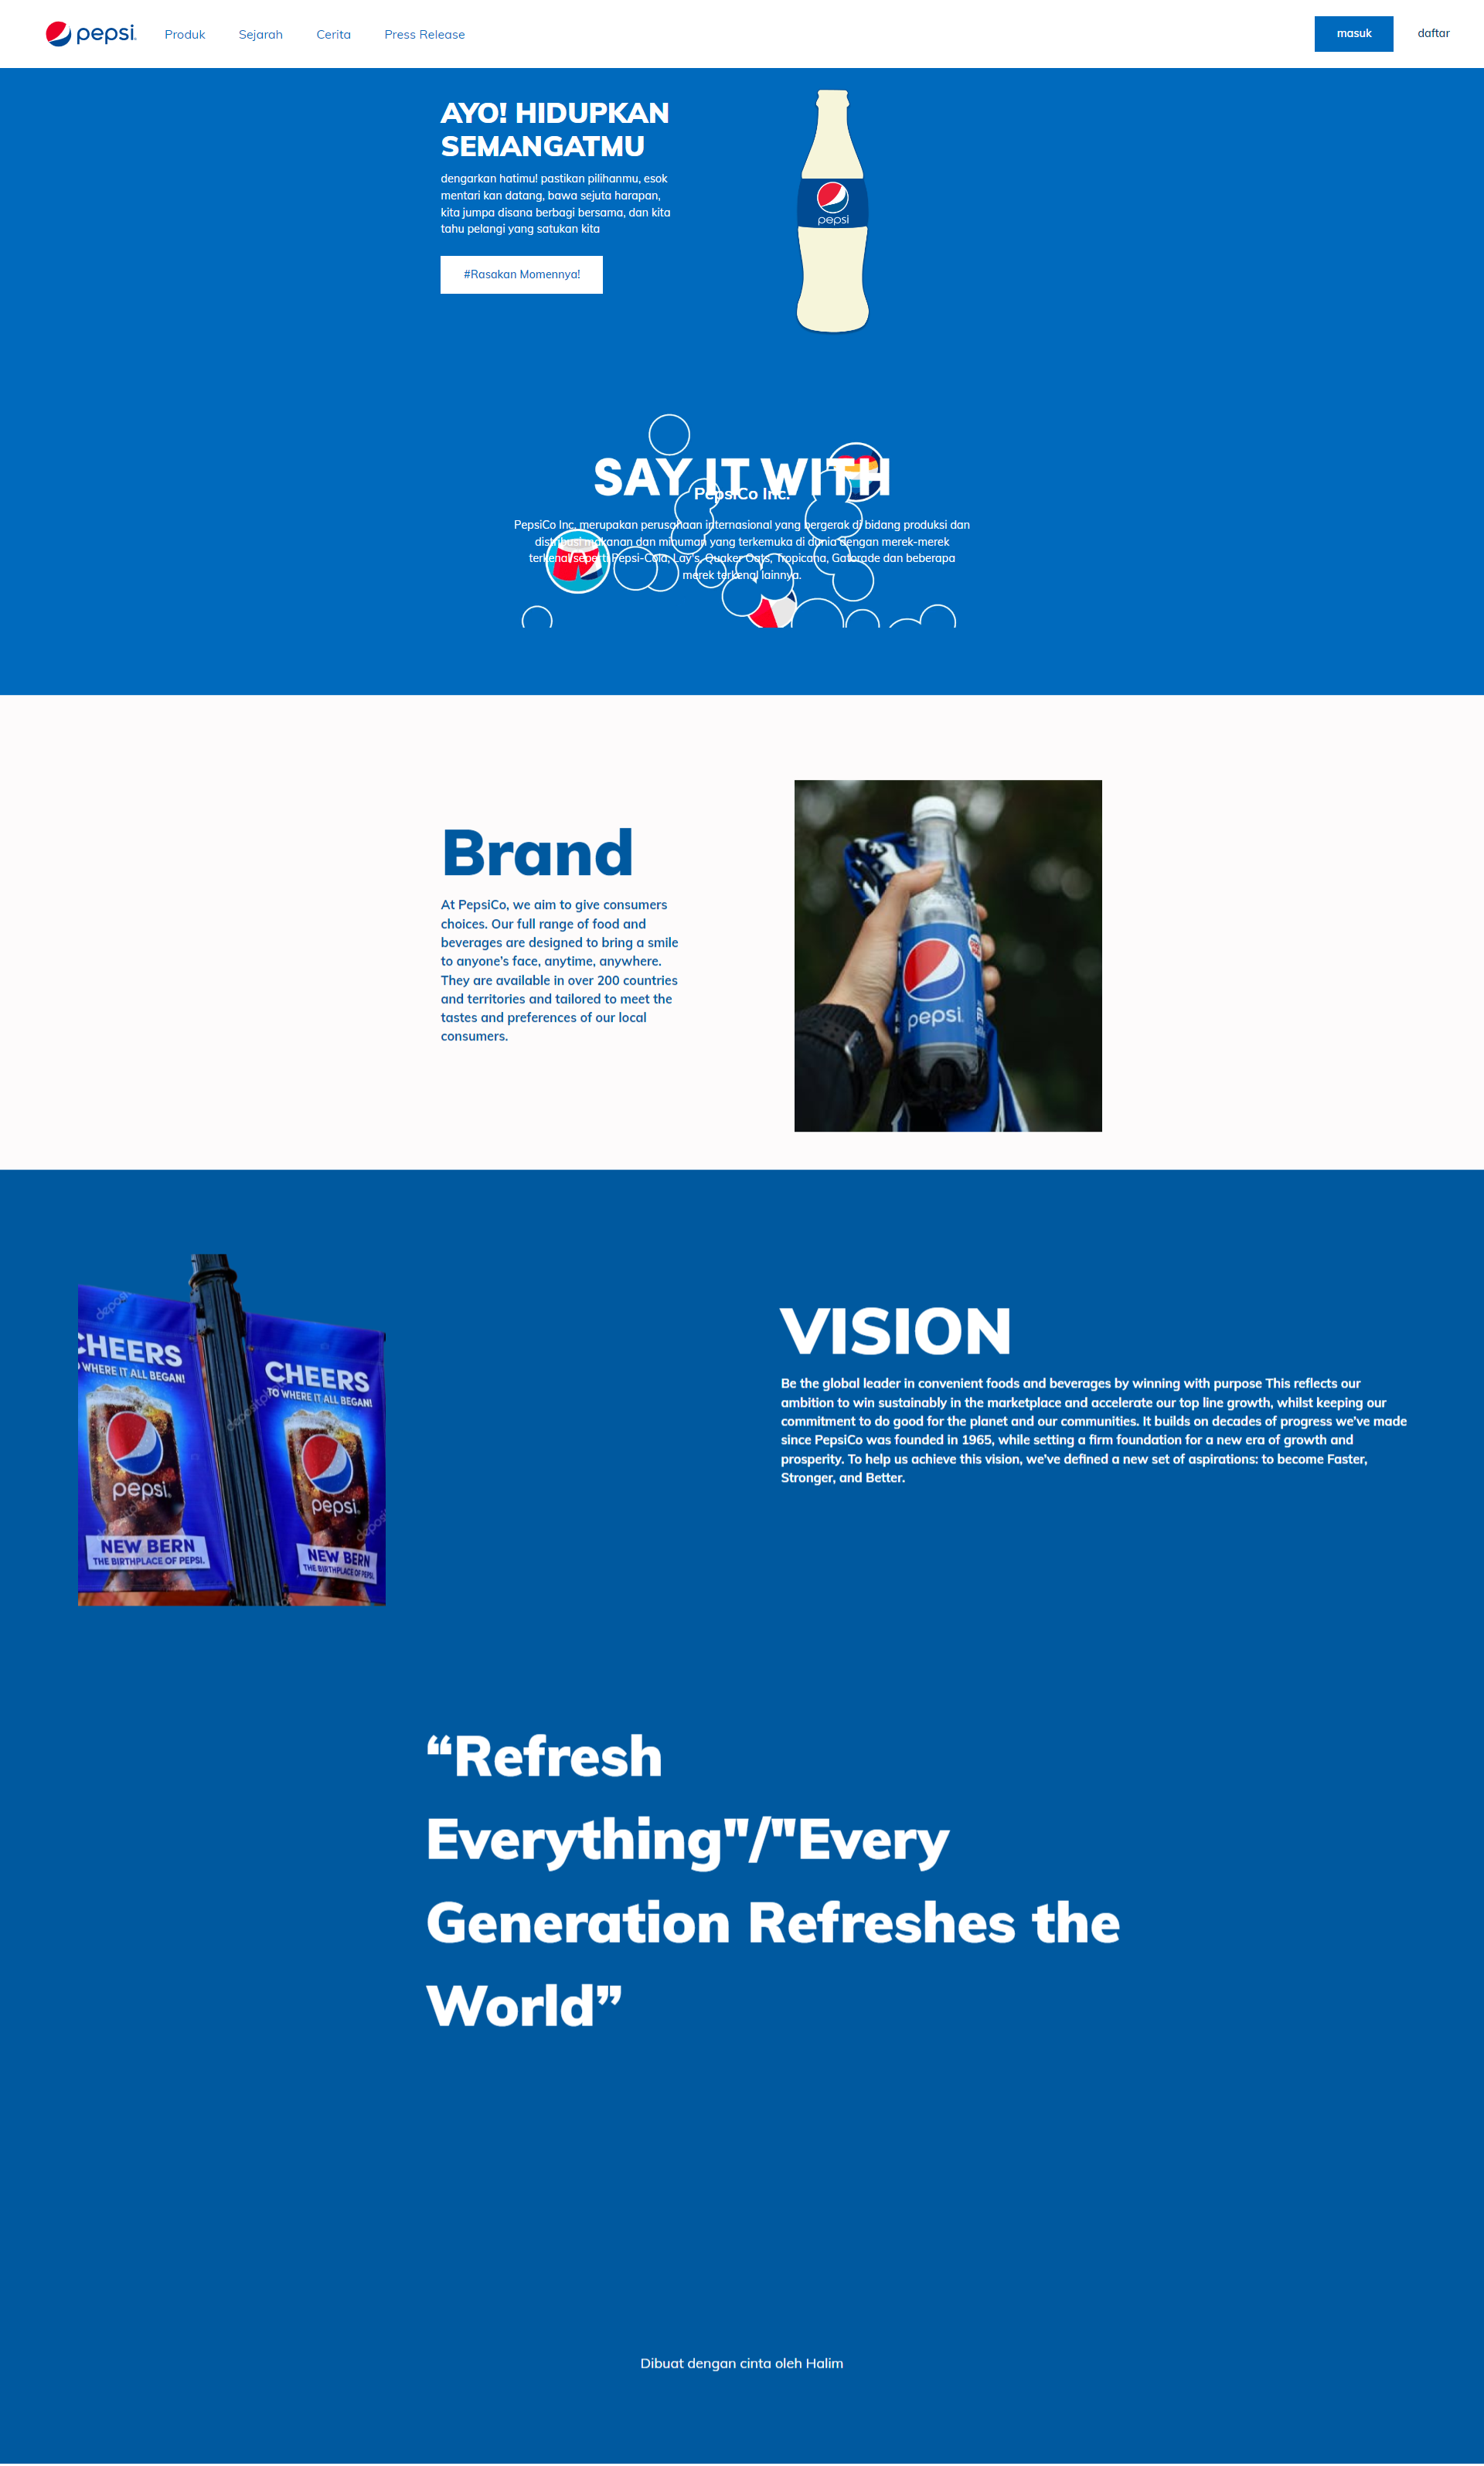 pepsi
Produk
Sejarah
Cerita
Press Release
masuk
daftar
AYO! HIDUPKAN
SEMANGATMU
dengarkan hatimu! pastikan pilihanmu, esok
mentari kan datang, bawa sejuta harapan,
kita jumpa disana berbagi bersama, dan kita
tahu pelangi yang satukan kita
#Rasakan Momennya!
pepsi
SAY IT WITH
PepsiCo Inc.
PepsiCo Inc. merupakan perusahaan internasional yang bergerak di bidang produksi dan
distribusi makanan dan minuman yang terkemuka di dunia dengan merek-merek
terkenal seperti Pepsi-Cola, Lay's, Quaker Oats, Tropicana, Gatorade dan beberapa
merek terkenal lainnya.
Brand
At PepsiCo, we aim to give consumers
choices. Our full range of food and
beverages are designed to bring a smile
to anyone's face, anytime, anywhere.
They are available in over 200 countries
and territories and tailored to meet the
tastes and preferences of our local
consumers.
pepsi
CHEERS
WHERE IT ALL BEGAN!
pepsi
NEW BERN
THE BIRTHPLACE OF PEPSI.
CHEERS
TO WHERE IT ALL BEGAN!
pepsi
NEW BERN
THE BIRTHPLACE OF PEPSI.
VISION
Be the global leader in convenient foods and beverages by winning with purpose This reflects our
ambition to win sustainably in the marketplace and accelerate our top line growth, whilst keeping our
commitment to do good for the planet and our communities. It builds on decades of progress we've made
since PepsiCo was founded in 1965, while setting a firm foundation for a new era of growth and
prosperity. To help us achieve this vision, we've defined a new set of aspirations: to become Faster,
Stronger, and Better.
“Refresh
Everything"/"Every
Generation Refreshes the
World”
Dibuat dengan cinta oleh Halim